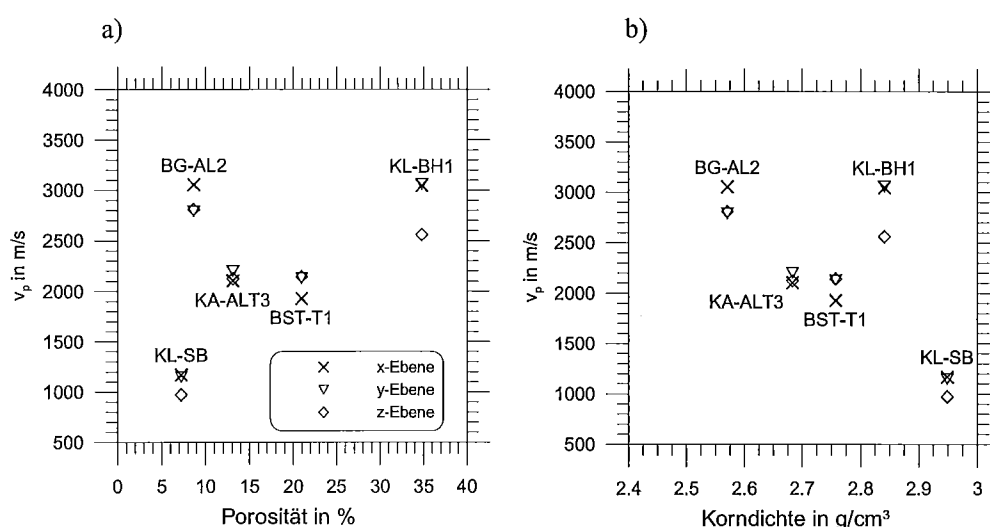 a)
4000
3500
3000
2500
2000
1500
1000
500
v_p in m/s
BG-AL2
KL-BH1
KA-ALT3
BST-T1
KL-SB
x-Ebene
y-Ebene
z-Ebene
0 5 10 15 20 25 30 35 40
Porosität in %
b)
4000
3500
3000
2500
2000
1500
1000
500
v_p in m/s
BG-AL2
KL-BH1
KA-ALT3
BST-T1
KL-SB
2.4 2.5 2.6 2.7 2.8 2.9 3
Korndichte in g/cm³